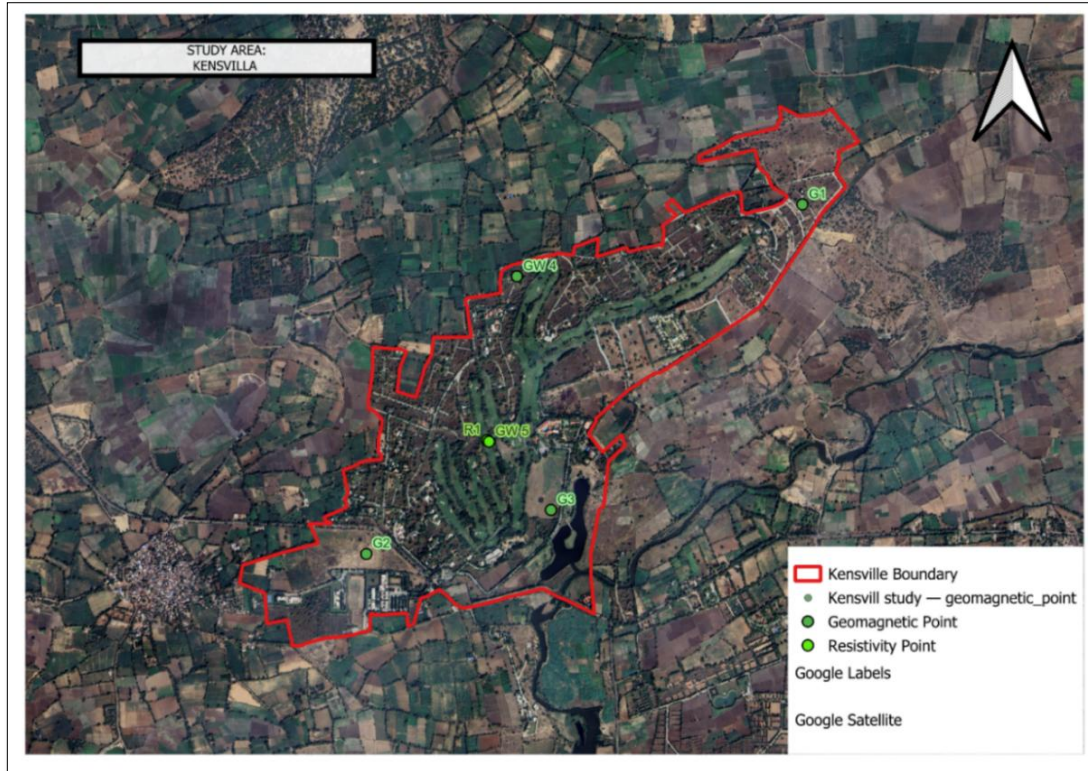 STUDY AREA:
KENSVILLA
G1
GW 4
R1 GW 5
G3
G2
Kensville Boundary
Kensvill study — geomagnetic_point
Geomagnetic Point
Resistivity Point
Google Labels
Google Satellite